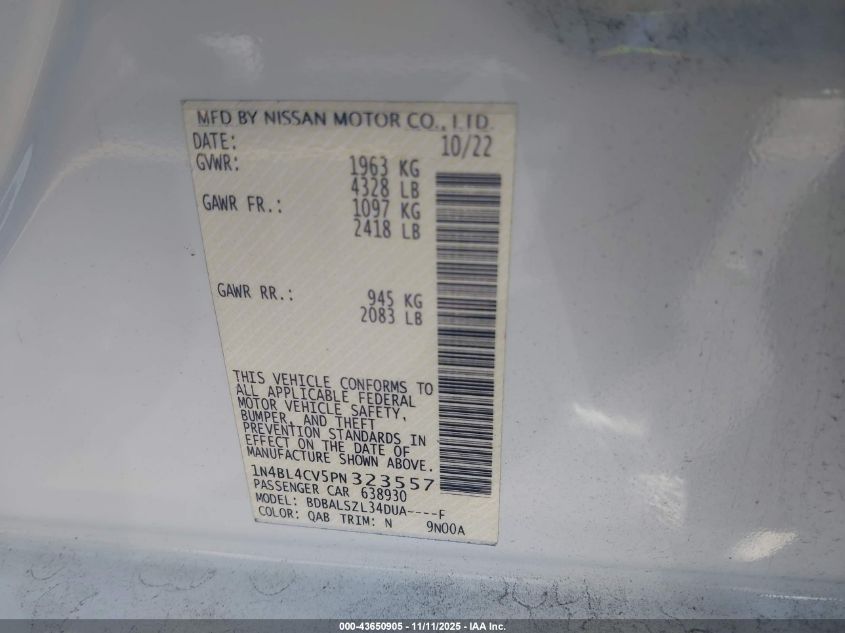 MFD BY NISSAN MOTOR CO., LTD.
DATE: 10/22
GVWR: 1963 KG
4328 LB
GAWR FR.: 1097 KG
2418 LB
GAWR RR.: 945 KG
2083 LB
THIS VEHICLE CONFORMS TO
ALL APPLICABLE FEDERAL
MOTOR VEHICLE SAFETY,
BUMPER, AND THEFT
PREVENTION STANDARDS IN
EFFECT ON THE DATE OF
MANUFACTURE SHOWN ABOVE.
1N4BL4CV5PN323557
PASSENGER CAR 638930
MODEL: BDBALSZL34DUA----F
COLOR: QAB TRIM: N 9N00A
000-43650905 - 11/11/2025 - IAA Inc.